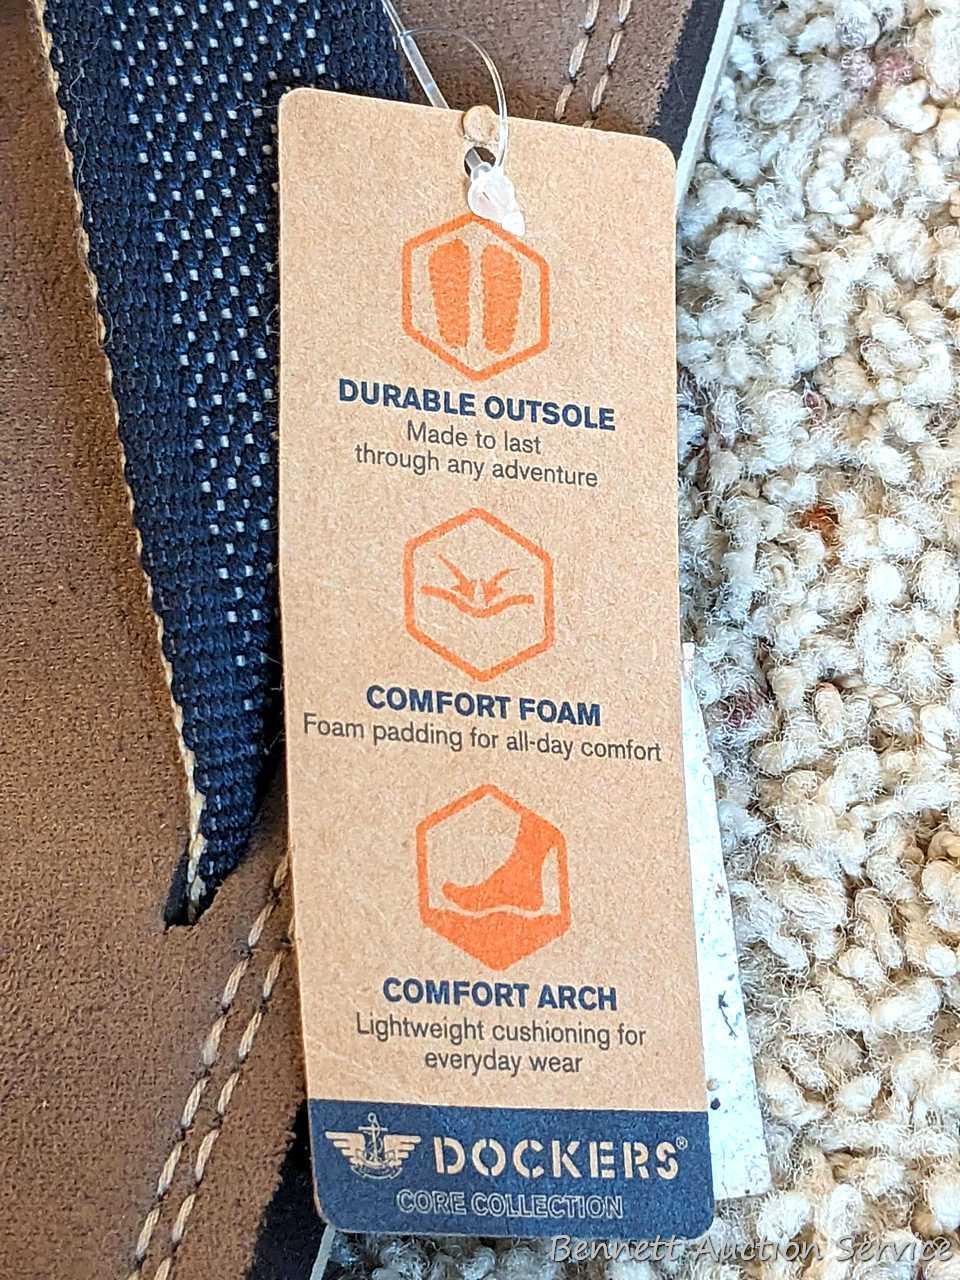 DURABLE OUTSOLE
Made to last
through any adventure
COMFORT FOAM
Foam padding for all-day comfort
COMFORT ARCH
Lightweight cushioning for
everyday wear
DOCKERS®
CORE COLLECTION
Bennett Auction Service